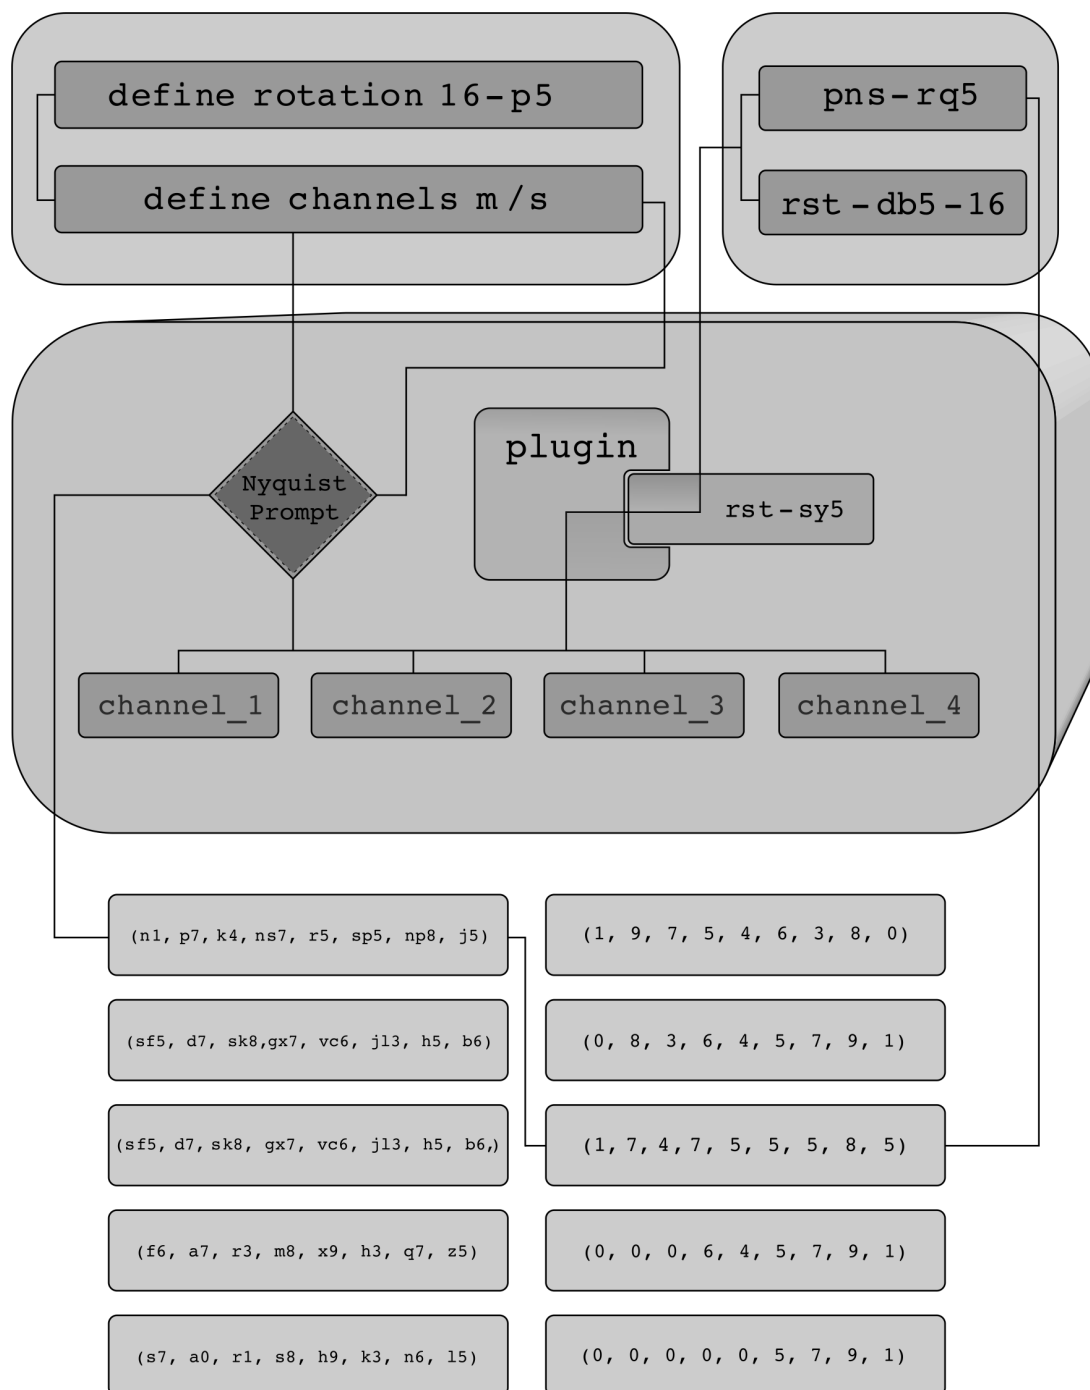 define rotation 16-p5
define channels m/s
pns-rq5
rst-db5-16
Nyquist
Prompt
plugin
rst-sy5
channel_1
channel_2
channel_3
channel_4
(n1, p7, k4, ns7, r5, sp5, np8, j5)
(1, 9, 7, 5, 4, 6, 3, 8, 0)
(sf5, d7, sk8,gx7, vc6, jl3, h5, b6)
(0, 8, 3, 6, 4, 5, 7, 9, 1)
(sf5, d7, sk8, gx7, vc6, jl3, h5, b6,)
(1, 7, 4, 7, 5, 5, 5, 8, 5)
(f6, a7, r3, m8, x9, h3, q7, z5)
(0, 0, 0, 6, 4, 5, 7, 9, 1)
(s7, a0, r1, s8, h9, k3, n6, l5)
(0, 0, 0, 0, 0, 5, 7, 9, 1)